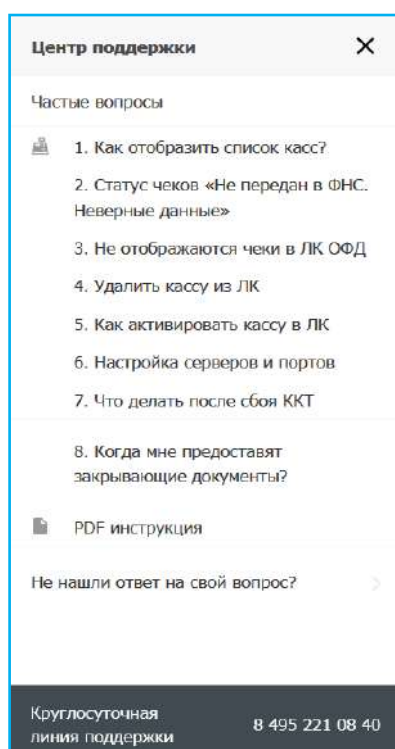 Центр поддержки
Частые вопросы
1. Как отобразить список касс?
2. Статус чеков «Не передан в ФНС.
Неверные данные»
3. Не отображаются чеки в ЛК ОФД
4. Удалить кассу из ЛК
5. Как активировать кассу в ЛК
6. Настройка серверов и портов
7. Что делать после сбоя ККТ
8. Когда мне предоставят
закрывающие документы?
PDF инструкция
Не нашли ответ на свой вопрос?
Круглосуточная
линия поддержки
8 495 221 08 40